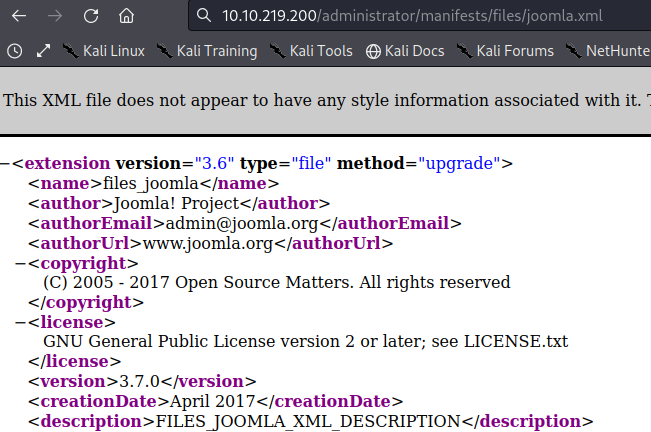 10.10.219.200/administrator/manifests/files/joomla.xml
Kali Linux Kali Training Kali Tools Kali Docs Kali Forums NetHunte
This XML file does not appear to have any style information associated with it. T
−<extension version="3.6" type="file" method="upgrade">
<name>files_joomla</name>
<author>Joomla! Project</author>
<authorEmail>admin@joomla.org</authorEmail>
<authorUrl>www.joomla.org</authorUrl>
−<copyright>
(C) 2005 - 2017 Open Source Matters. All rights reserved
</copyright>
−<license>
GNU General Public License version 2 or later; see LICENSE.txt
</license>
<version>3.7.0</version>
<creationDate>April 2017</creationDate>
<description>FILES_JOOMLA_XML_DESCRIPTION</description>